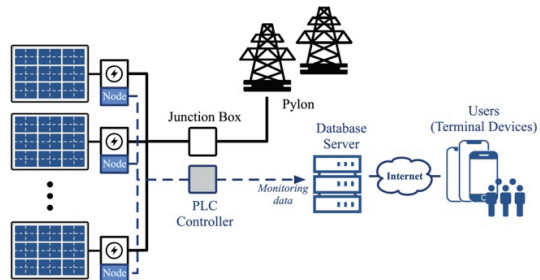 Node
Pylon
Junction Box
Node
Users
(Terminal Devices)
Database
Server
Internet
Monitoring
data
PLC
Controller
Node